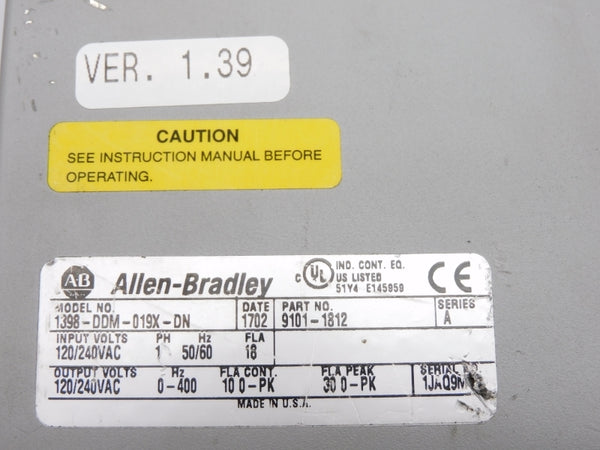 VER. 1.39
CAUTION
SEE INSTRUCTION MANUAL BEFORE
OPERATING.
AB Allen-Bradley
C UL US LISTED IND. CONT. EQ.
51Y4 E145959
CE
MODEL NO. DATE PART NO. SERIES
1398-DDM-019X-DN 1702 9101-1812 A
INPUT VOLTS PH Hz FLA
120/240VAC 1 50/60 18
OUTPUT VOLTS Hz FLA CONT. FLA PEAK SERIAL
120/240VAC 0-400 10 0-PK 30 0-PK
MADE IN U.S.A.